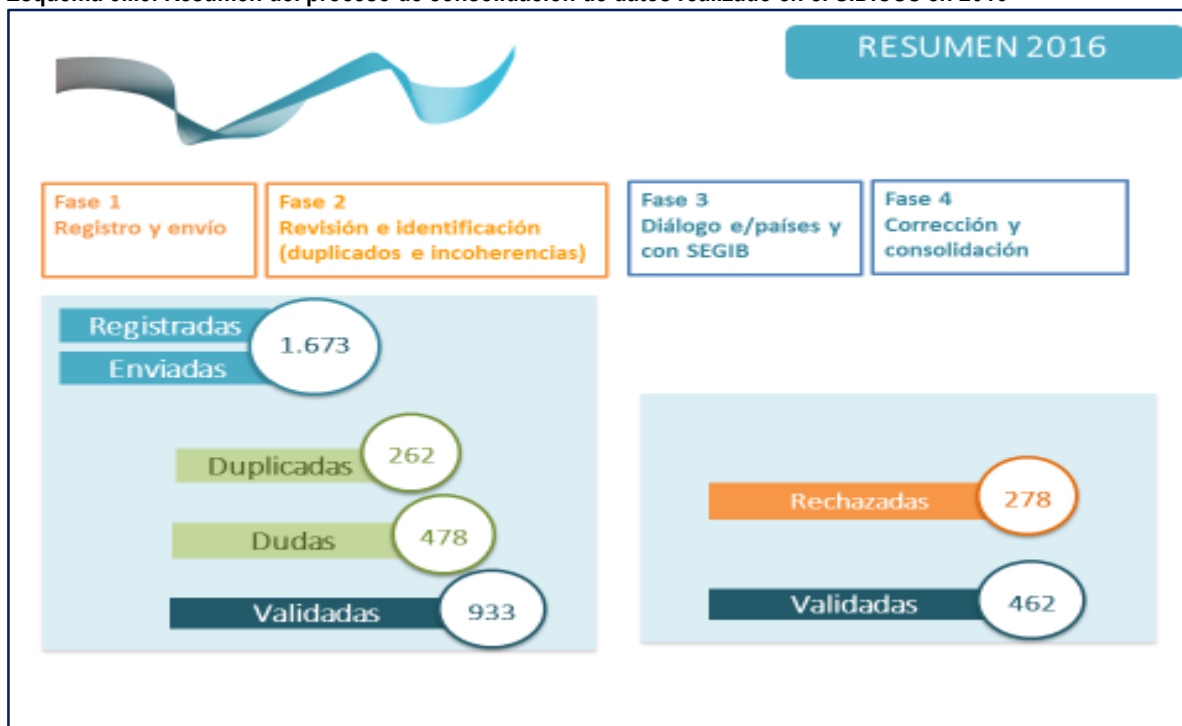 RESUMEN 2016
Fase 1
Registro y envío
Fase 2
Revisión e identificación
(duplicados e incoherencias)
Fase 3
Diálogo e/países y
con SEGIB
Fase 4
Corrección y
consolidación
Registradas
Enviadas
1.673
Duplicadas 262
Dudas 478
Validadas 933
Rechazadas 278
Validadas 462